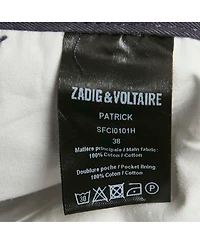 ZADIG & VOLTAIRE
PATRICK
SFCI0101H
38
Matière principale / Main fabric:
100% Coton / Cotton
Doublure poche / Pocket lining
100% Coton / Cotton